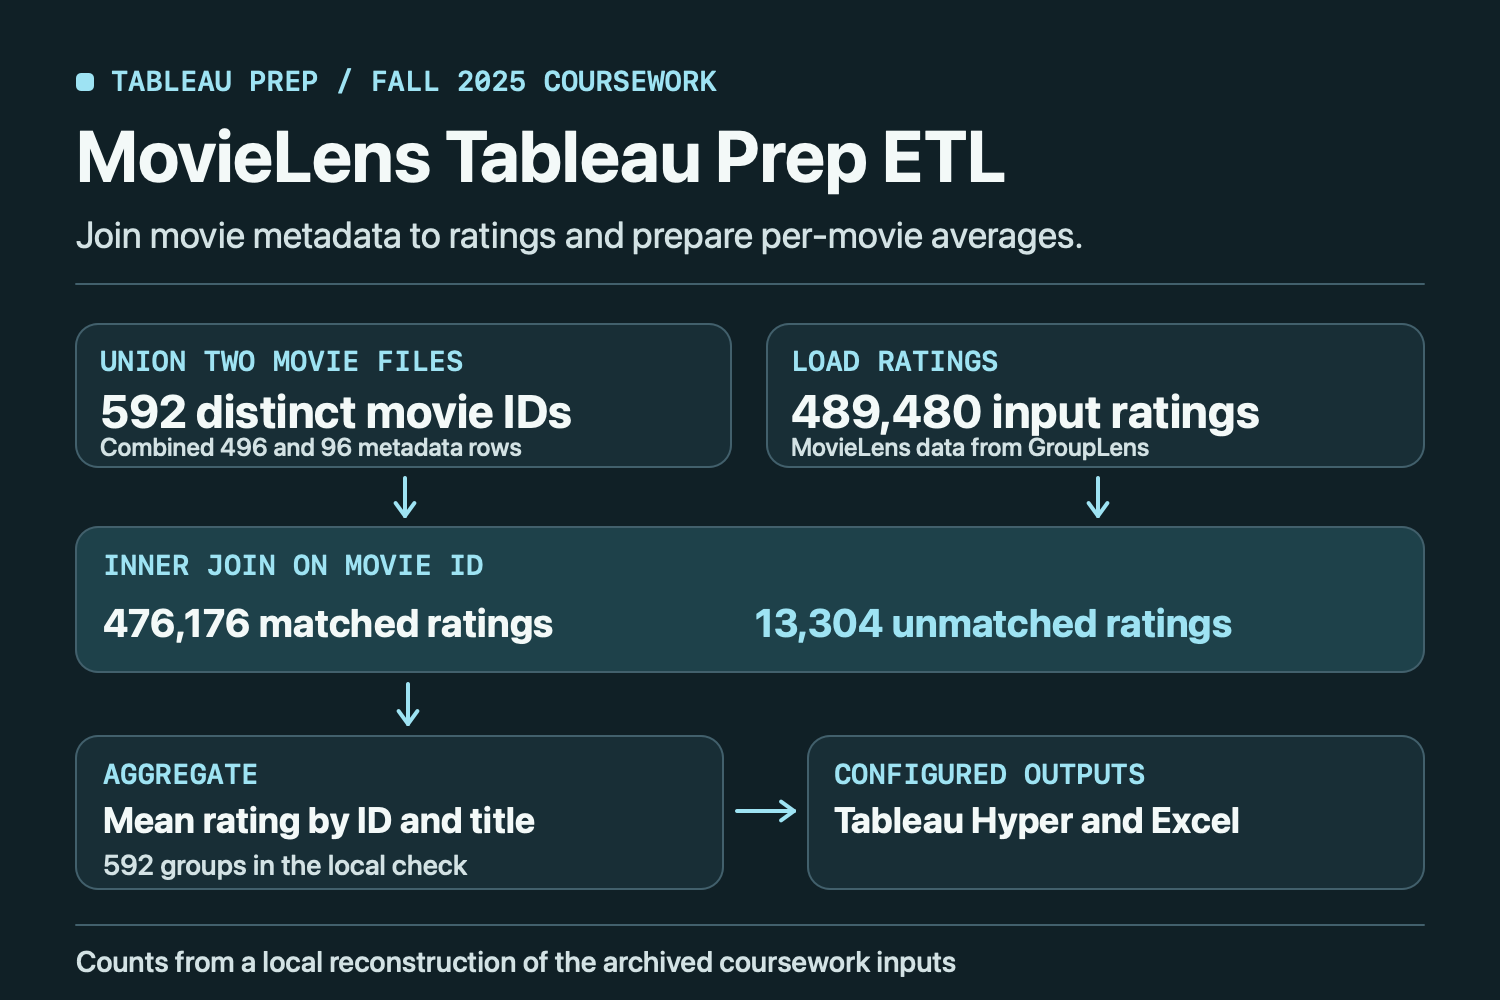 TABLEAU PREP / FALL 2025 COURSEWORK
MovieLens Tableau Prep ETL
Join movie metadata to ratings and prepare per-movie averages.
UNION TWO MOVIE FILES
592 distinct movie IDs
Combined 496 and 96 metadata rows
LOAD RATINGS
489,480 input ratings
MovieLens data from GroupLens
INNER JOIN ON MOVIE ID
476,176 matched ratings
13,304 unmatched ratings
AGGREGATE
Mean rating by ID and title
592 groups in the local check
CONFIGURED OUTPUTS
Tableau Hyper and Excel
Counts from a local reconstruction of the archived coursework inputs